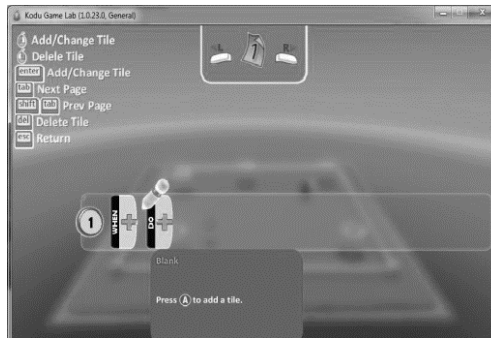 Kodu Game Lab (1.0.23.0, General)
Add/Change Tile
Delele Tile
enter Add/Change Tile
tab Next Page
shift tab Prev Page
del Delete Tile
esc Return
L 1 R
1 WHEN DO
Blank
Press A to add a tile.